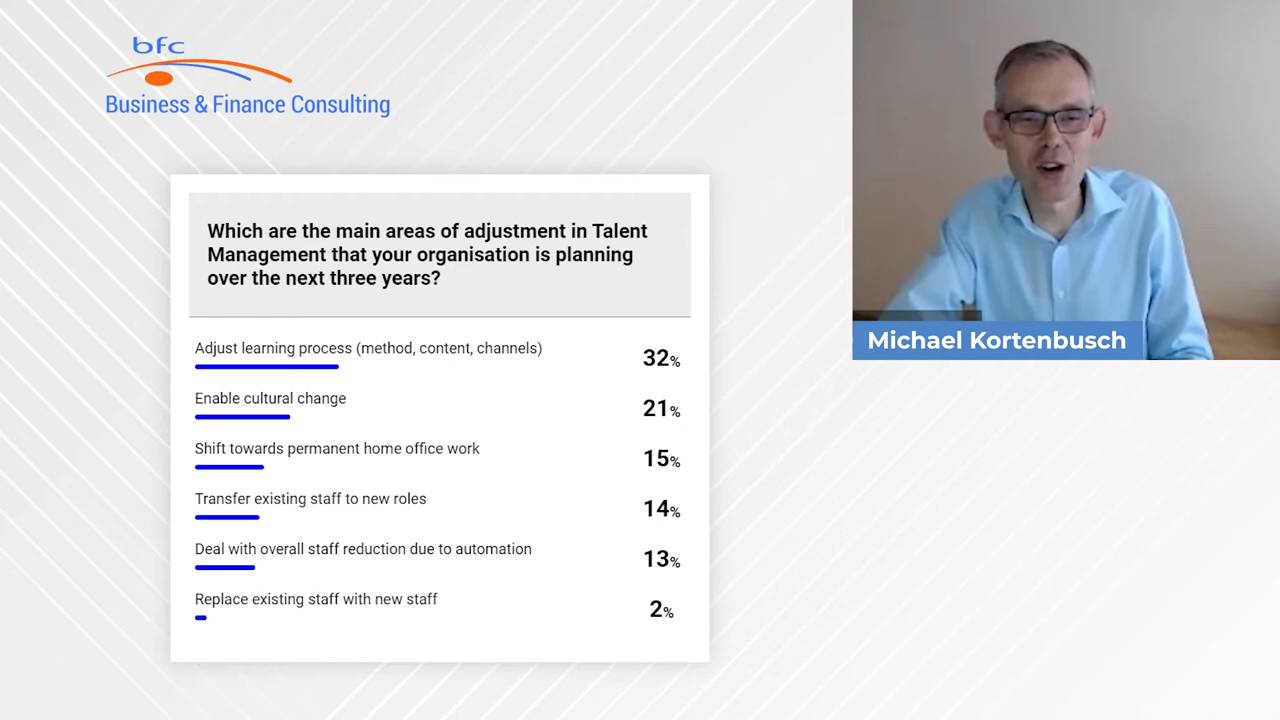 bfc
Business & Finance Consulting
Which are the main areas of adjustment in Talent
Management that your organisation is planning
over the next three years?
Adjust learning process (method, content, channels)
32%
Enable cultural change
21%
Shift towards permanent home office work
15%
Transfer existing staff to new roles
14%
Deal with overall staff reduction due to automation
13%
Replace existing staff with new staff
2%
Michael Kortenbusch